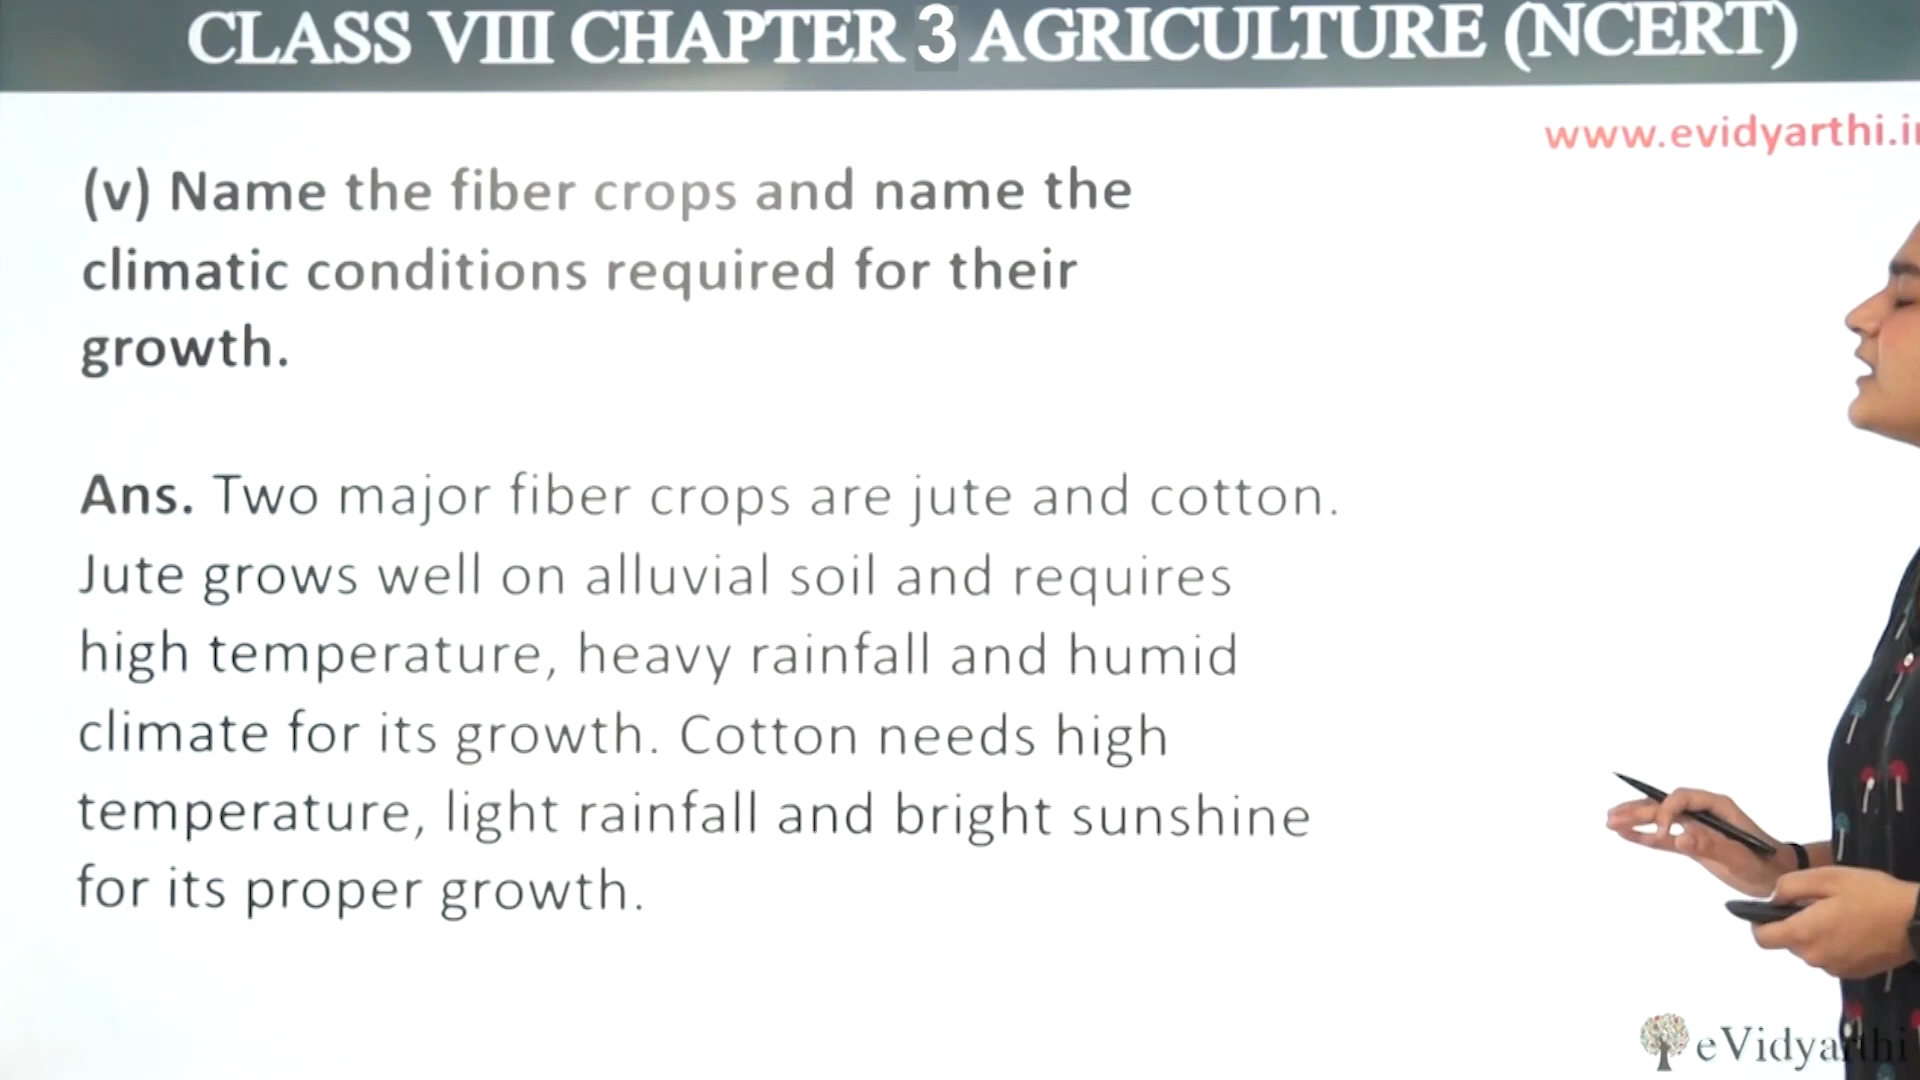 CLASS VIII CHAPTER 3 AGRICULTURE (NCERT)
www.evidyarthi.in
(v) Name the fiber crops and name the
climatic conditions required for their
growth.
Ans. Two major fiber crops are jute and cotton.
Jute grows well on alluvial soil and requires
high temperature, heavy rainfall and humid
climate for its growth. Cotton needs high
temperature, light rainfall and bright sunshine
for its proper growth.
eVidyarthi